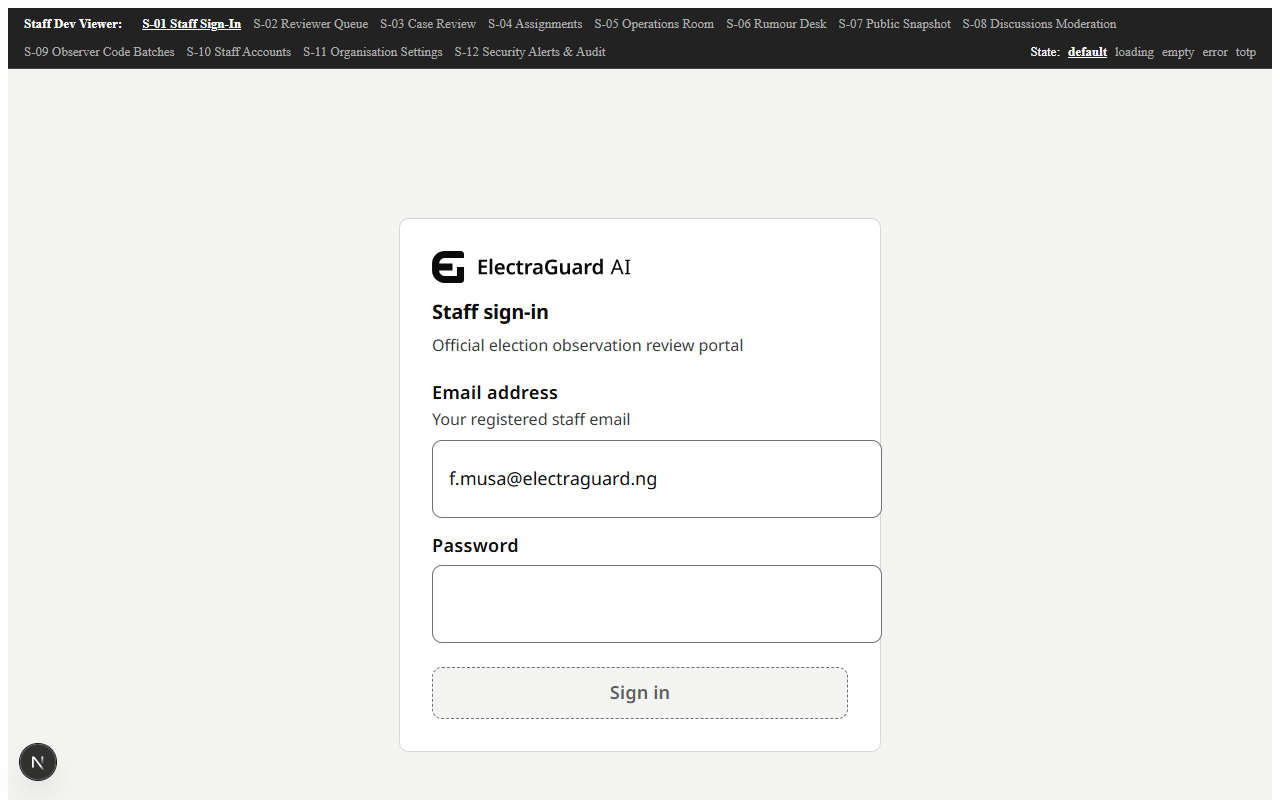 Staff Dev Viewer: S-01 Staff Sign-In S-02 Reviewer Queue S-03 Case Review S-04 Assignments S-05 Operations Room S-06 Rumour Desk S-07 Public Snapshot S-08 Discussions Moderation
S-09 Observer Code Batches S-10 Staff Accounts S-11 Organisation Settings S-12 Security Alerts & Audit State: default loading empty error totp
ElectraGuard AI
Staff sign-in
Official election observation review portal
Email address
Your registered staff email
f.musa@electraguard.ng
Password
Sign in
N